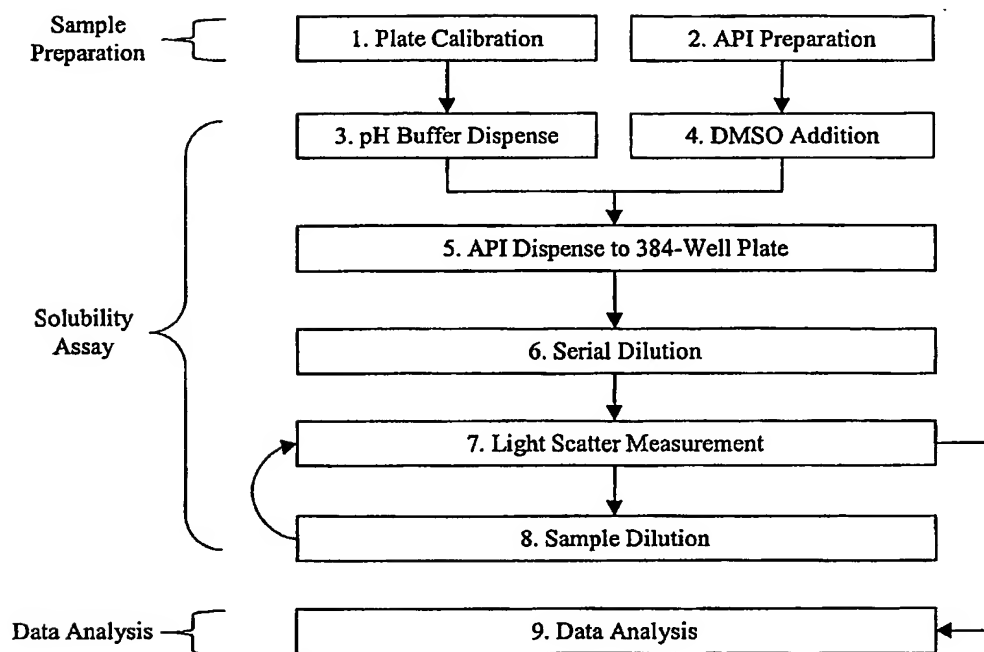 Sample
Preparation
1. Plate Calibration
2. API Preparation
3. pH Buffer Dispense
4. DMSO Addition
5. API Dispense to 384-Well Plate
Solubility
Assay
6. Serial Dilution
7. Light Scatter Measurement
8. Sample Dilution
Data Analysis
9. Data Analysis